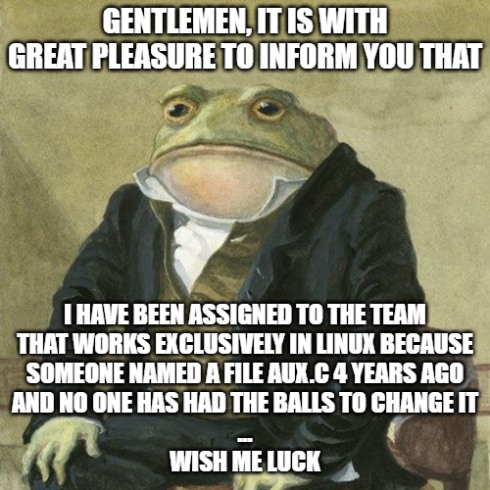 GENTLEMEN, IT IS WITH
GREAT PLEASURE TO INFORM YOU THAT
I HAVE BEEN ASSIGNED TO THE TEAM
THAT WORKS EXCLUSIVELY IN LINUX BECAUSE
SOMEONE NAMED A FILE AUX.C 4 YEARS AGO
AND NO ONE HAS HAD THE BALLS TO CHANGE IT
...
WISH ME LUCK